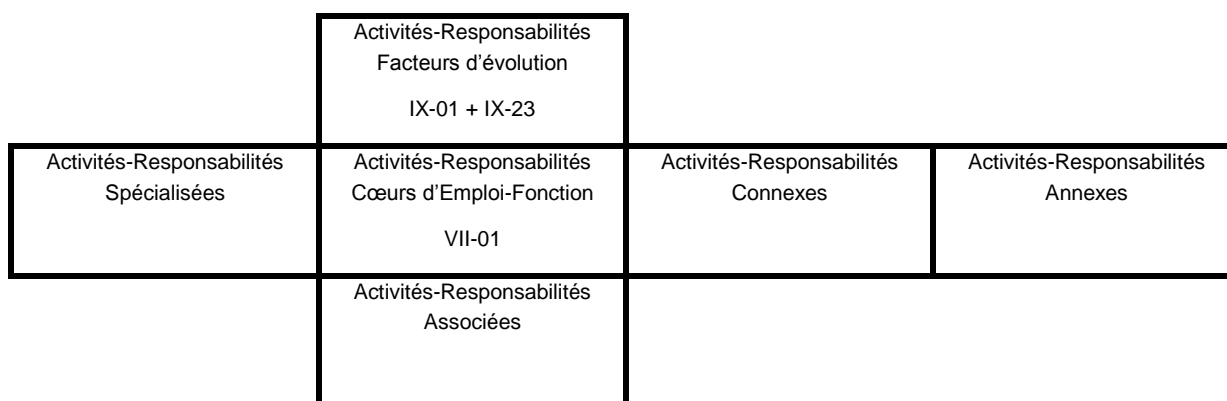 Activités-Responsabilités
Facteurs d’évolution
IX-01 + IX-23
Activités-Responsabilités
Spécialisées
Activités-Responsabilités
Cœurs d’Emploi-Fonction
VII-01
Activités-Responsabilités
Connexes
Activités-Responsabilités
Annexes
Activités-Responsabilités
Associées